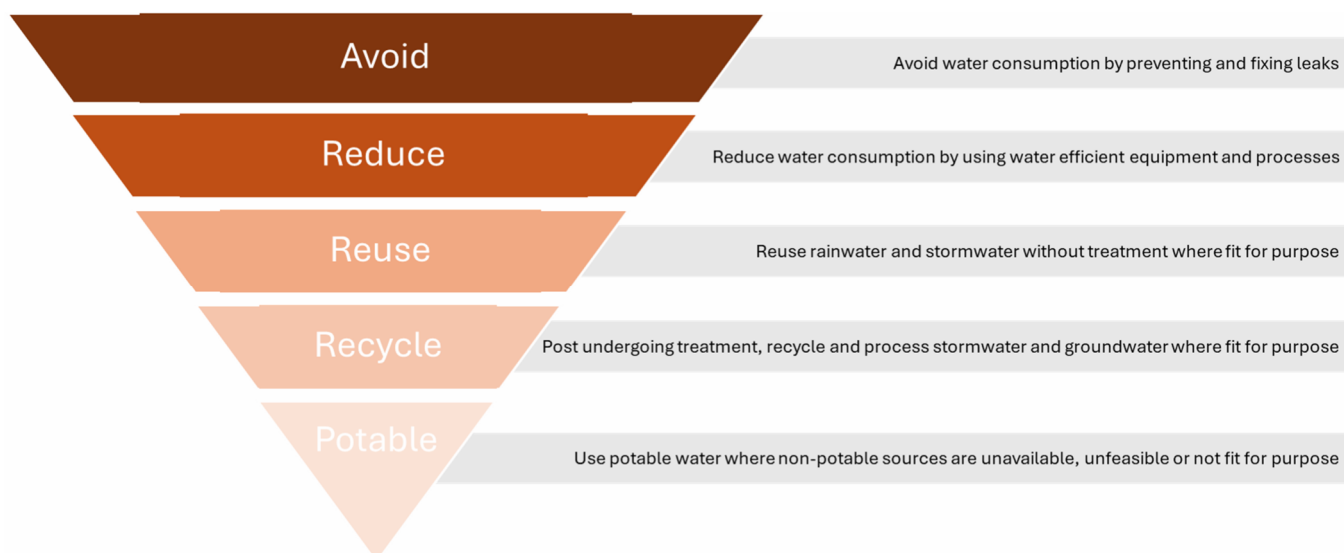 Avoid
Avoid water consumption by preventing and fixing leaks
Reduce
Reduce water consumption by using water efficient equipment and processes
Reuse
Reuse rainwater and stormwater without treatment where fit for purpose
Recycle
Post undergoing treatment, recycle and process stormwater and groundwater where fit for purpose
Potable
Use potable water where non-potable sources are unavailable, unfeasible or not fit for purpose